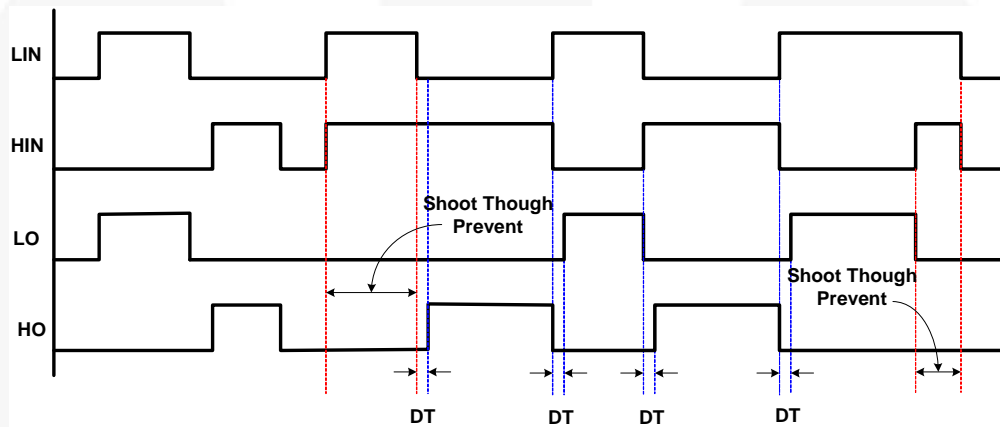 LIN
HIN
Shoot Though
Prevent
LO
Shoot Though
Prevent
HO
DT
DT
DT
DT